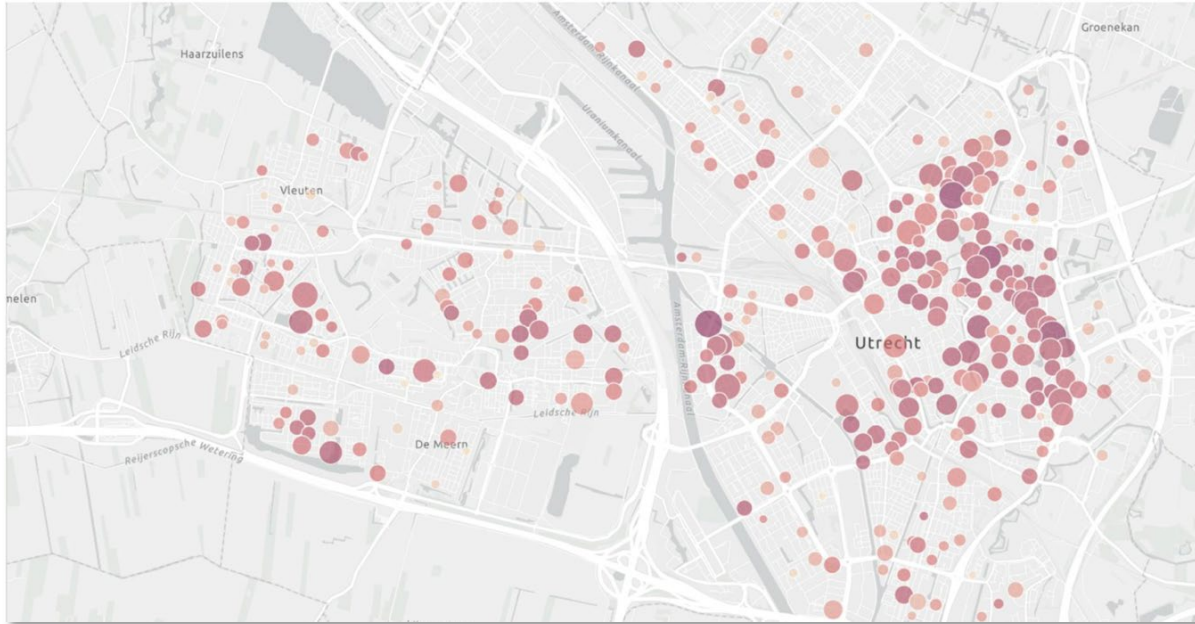 Groenekan
Haarzuilens
Amsterdam-Rijnkanaal
Uraniumkanaal
Vleuten
nelen
Leidsche Rijn
Utrecht
Amsterdam-Rijnkanaal
Leidsche Rijn
De Meern
Reijerscopsche Wetering